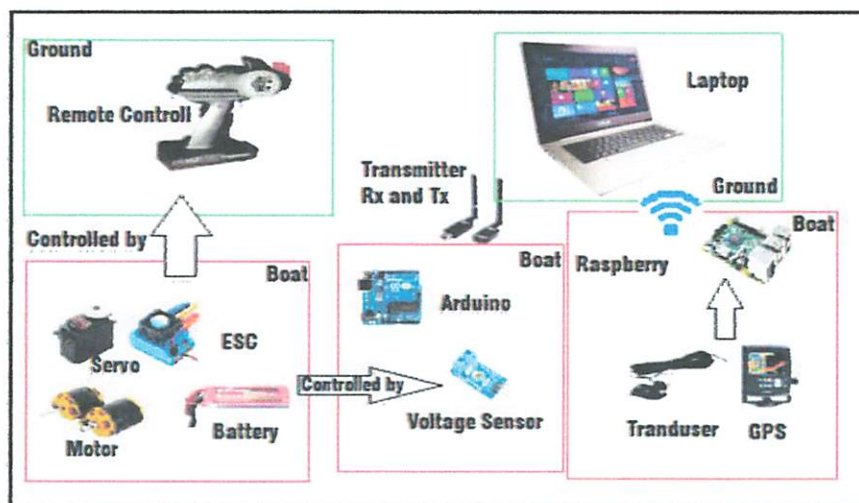 Ground
Remote Controll
Laptop
Transmitter
Rx and Tx
Ground
Controlled by
Boat
Servo
ESC
Motor
Battery
Controlled by
Boat
Arduino
Voltage Sensor
Boat
Raspberry
Tranduser
GPS